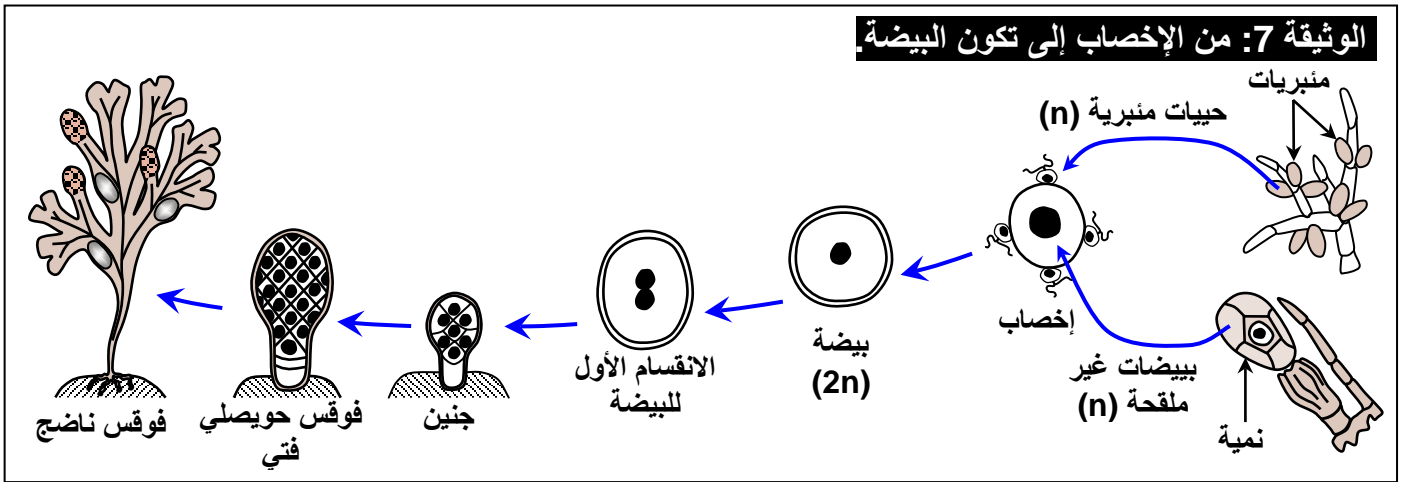 الوثيقة 7: من الإخصاب إلى تكون البيضة.
مئبريات
حييات مئبرية (n)
إخصاب
بييضات غير
ملقحة (n)
نمية
بيضة
(2n)
الانقسام الأول
للبيضة
جنين
فوقس حويصلي
فتي
فوقس ناضج